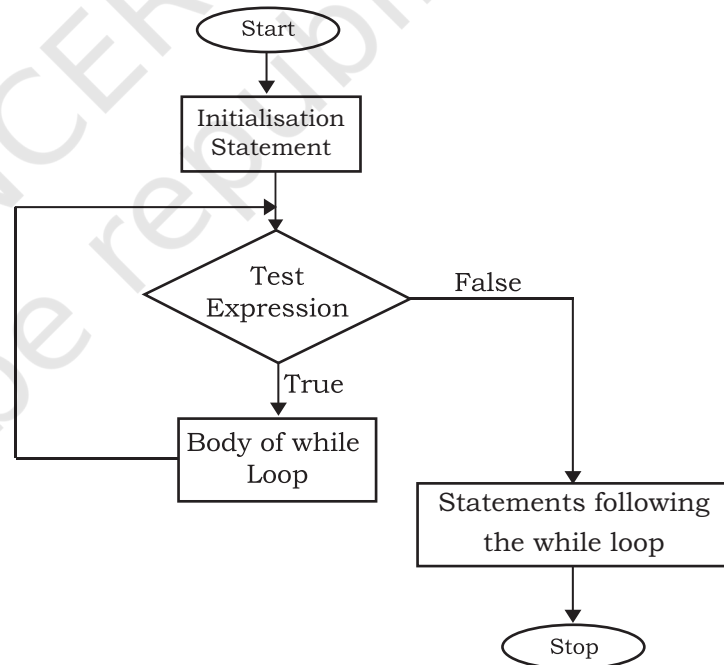 Start
Initialisation
Statement
Test
Expression
False
True
Body of while
Loop
Statements following
the while loop
Stop